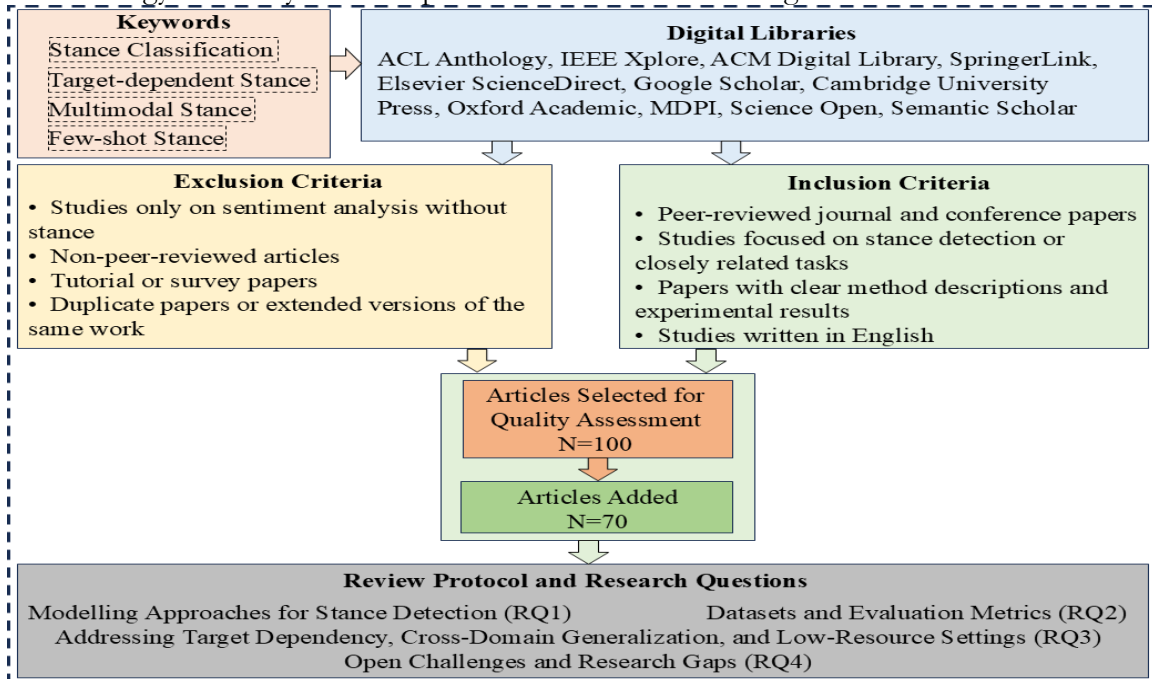 Keywords
Stance Classification
Target-dependent Stance
Multimodal Stance
Few-shot Stance
Digital Libraries
ACL Anthology, IEEE Xplore, ACM Digital Library, SpringerLink,
Elsevier ScienceDirect, Google Scholar, Cambridge University
Press, Oxford Academic, MDPI, Science Open, Semantic Scholar
Exclusion Criteria
• Studies only on sentiment analysis without
stance
• Non-peer-reviewed articles
• Tutorial or survey papers
• Duplicate papers or extended versions of the
same work
Inclusion Criteria
• Peer-reviewed journal and conference papers
• Studies focused on stance detection or
closely related tasks
• Papers with clear method descriptions and
experimental results
• Studies written in English
Articles Selected for
Quality Assessment
N=100
Articles Added
N=70
Review Protocol and Research Questions
Modelling Approaches for Stance Detection (RQ1) Datasets and Evaluation Metrics (RQ2)
Addressing Target Dependency, Cross-Domain Generalization, and Low-Resource Settings (RQ3)
Open Challenges and Research Gaps (RQ4)